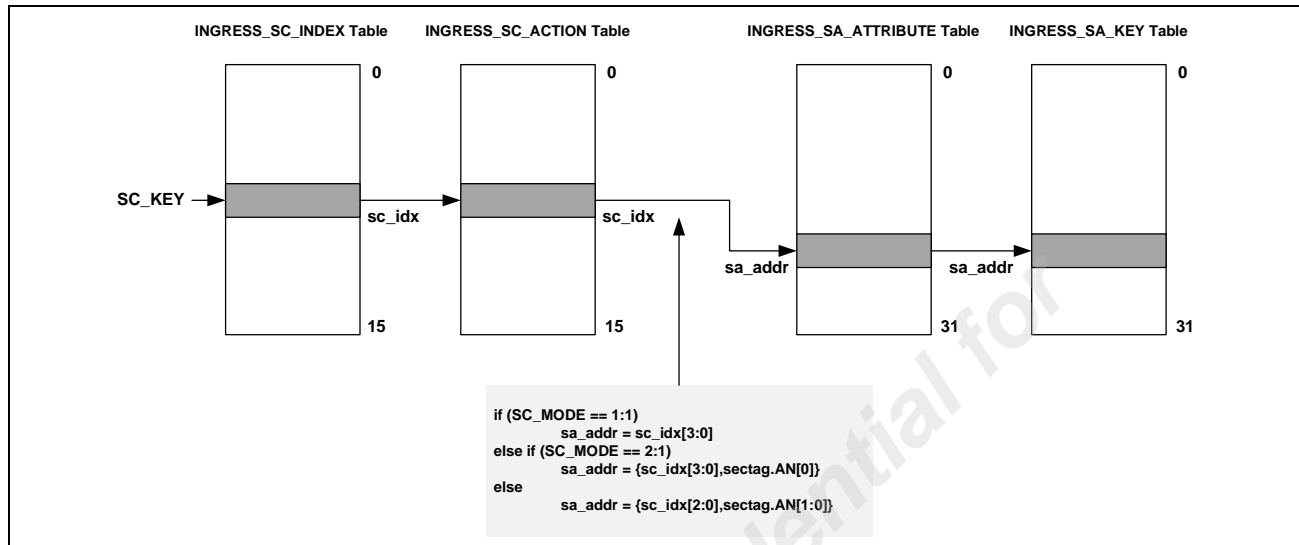 INGRESS_SC_INDEX Table
INGRESS_SC_ACTION Table
INGRESS_SA_ATTRIBUTE Table
INGRESS_SA_KEY Table
0
0
0
0
SC_KEY
sc_idx
sc_idx
sa_addr
sa_addr
15
15
31
31
if (SC_MODE == 1:1)
sa_addr = sc_idx[3:0]
else if (SC_MODE == 2:1)
sa_addr = {sc_idx[3:0],sectag.AN[0]}
else
sa_addr = {sc_idx[2:0],sectag.AN[1:0]}
ential for